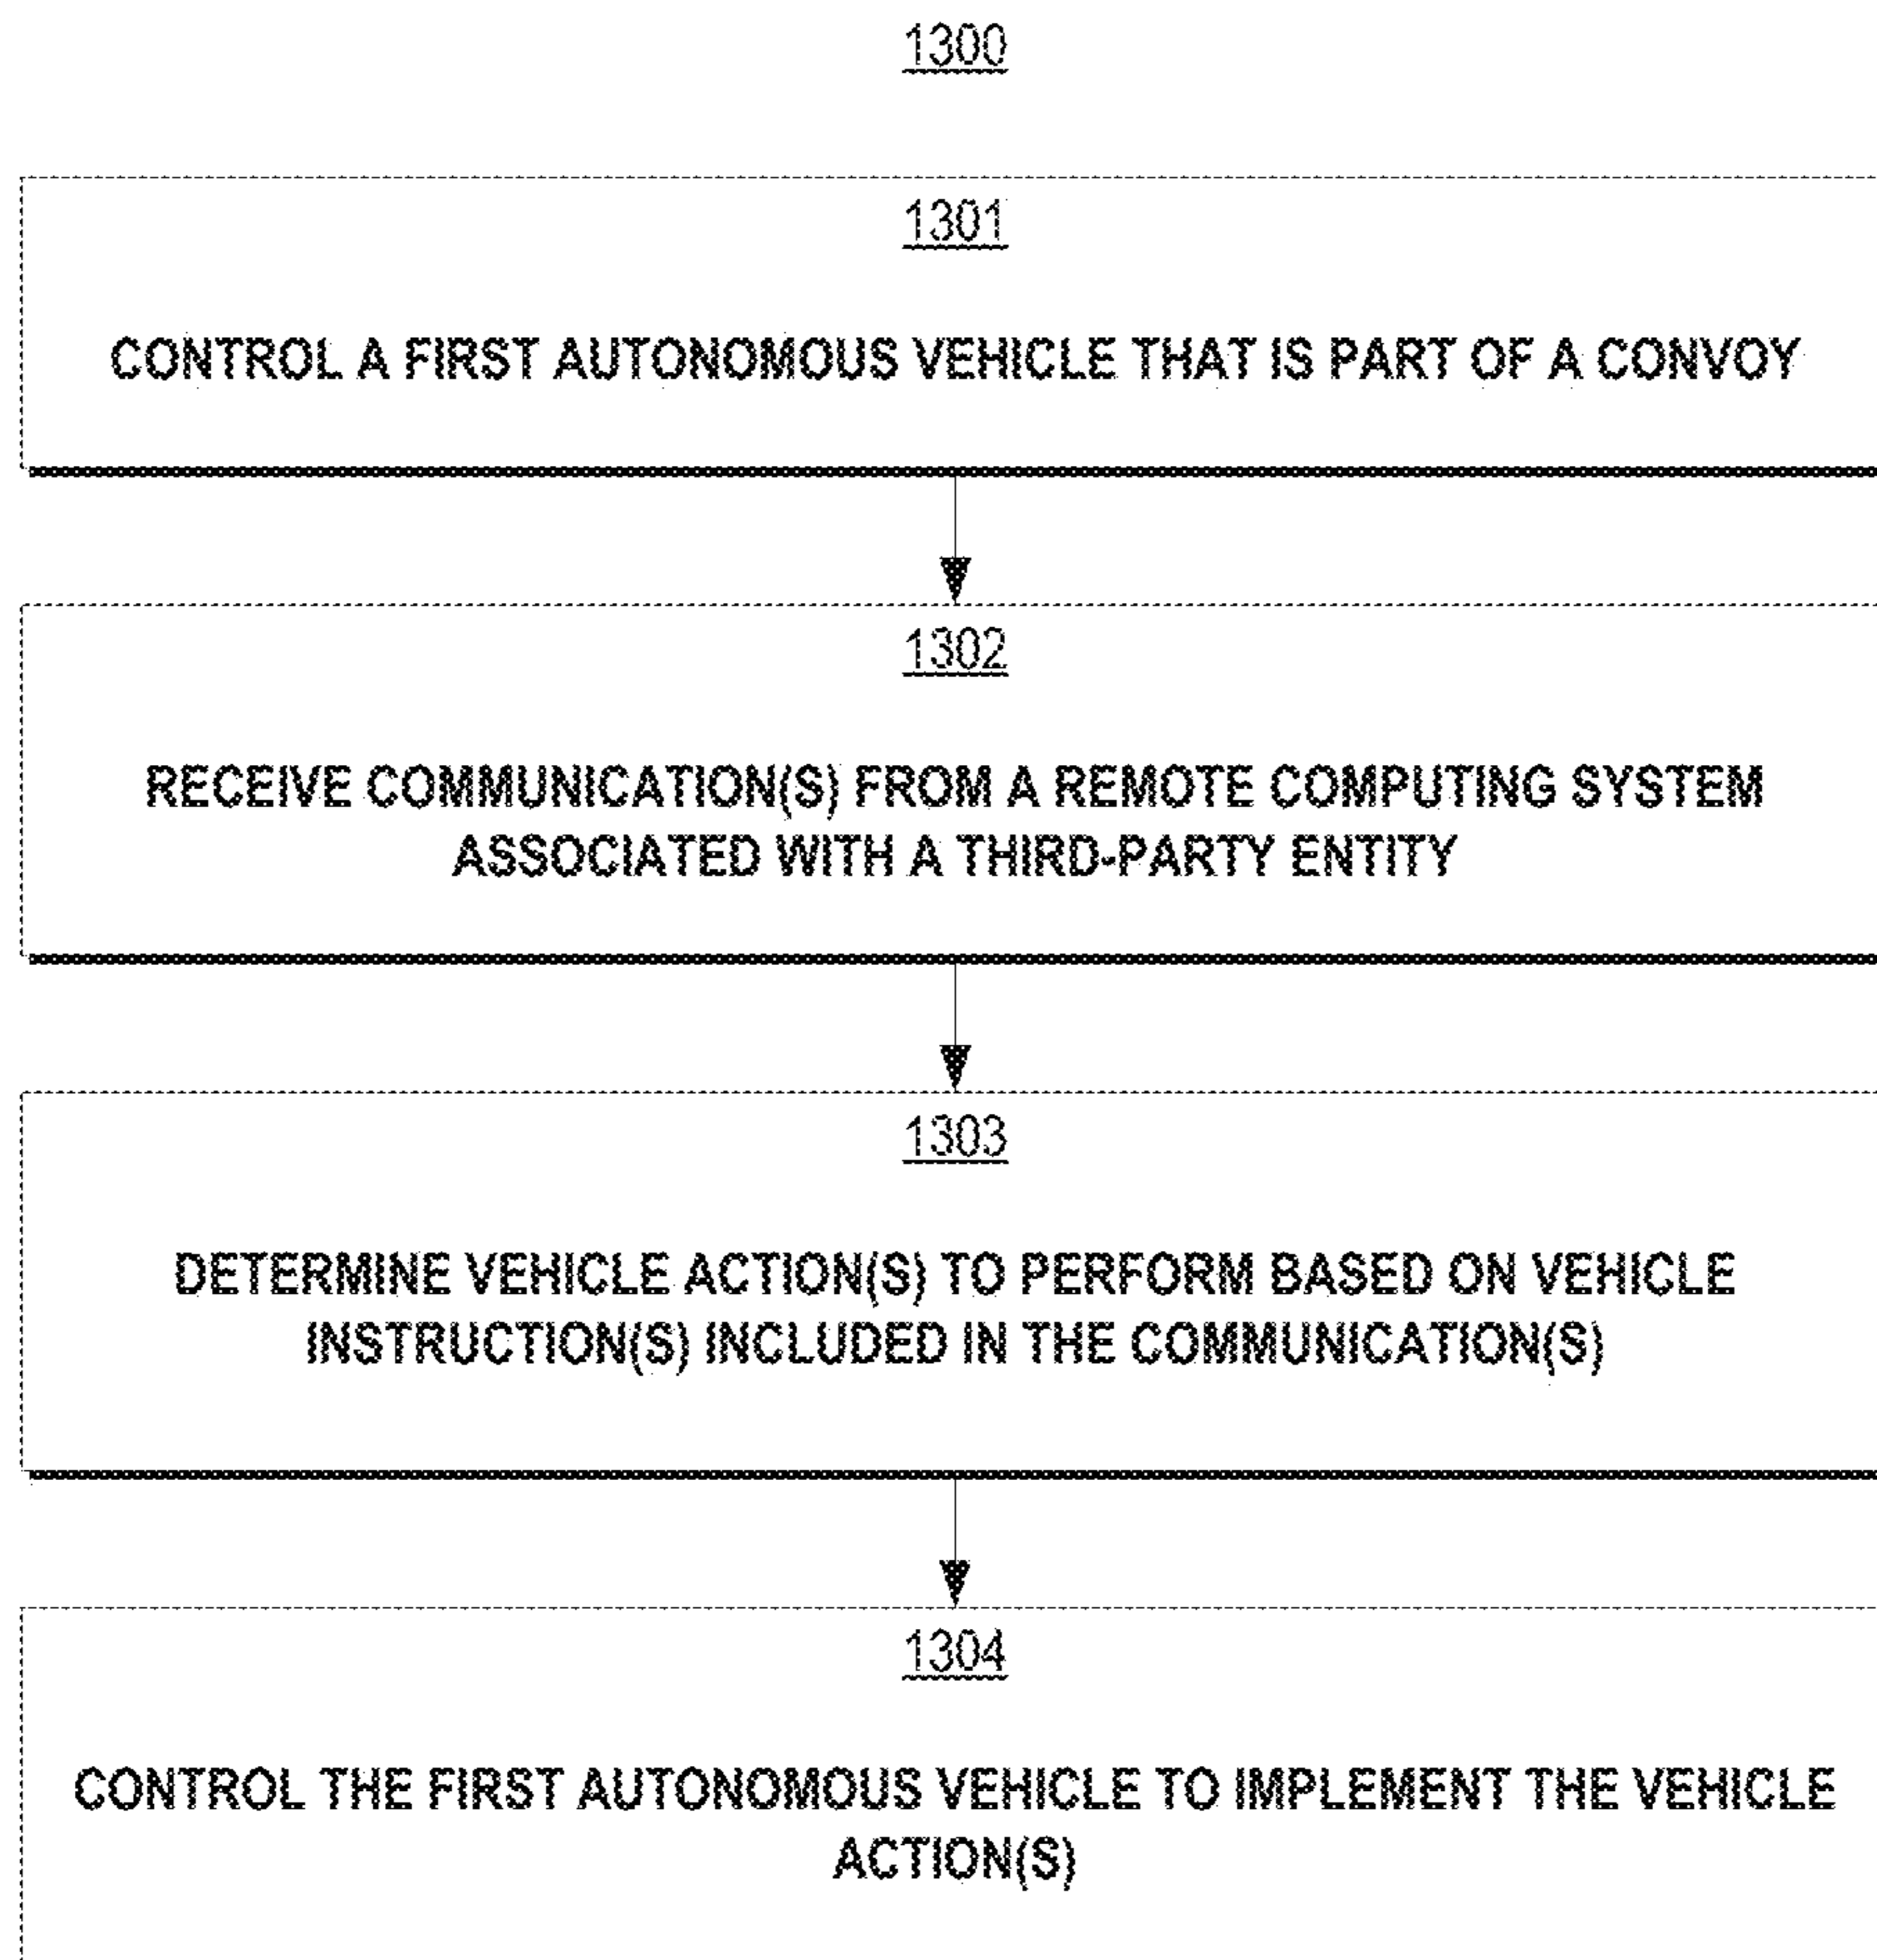 1300
1301
CONTROL A FIRST AUTONOMOUS VEHICLE THAT IS PART OF A CONVOY
1302
RECEIVE COMMUNICATION(S) FROM A REMOTE COMPUTING SYSTEM
ASSOCIATED WITH A THIRD-PARTY ENTITY
1303
DETERMINE VEHICLE ACTION(S) TO PERFORM BASED ON VEHICLE
INSTRUCTION(S) INCLUDED IN THE COMMUNICATION(S)
1304
CONTROL THE FIRST AUTONOMOUS VEHICLE TO IMPLEMENT THE VEHICLE
ACTION(S)